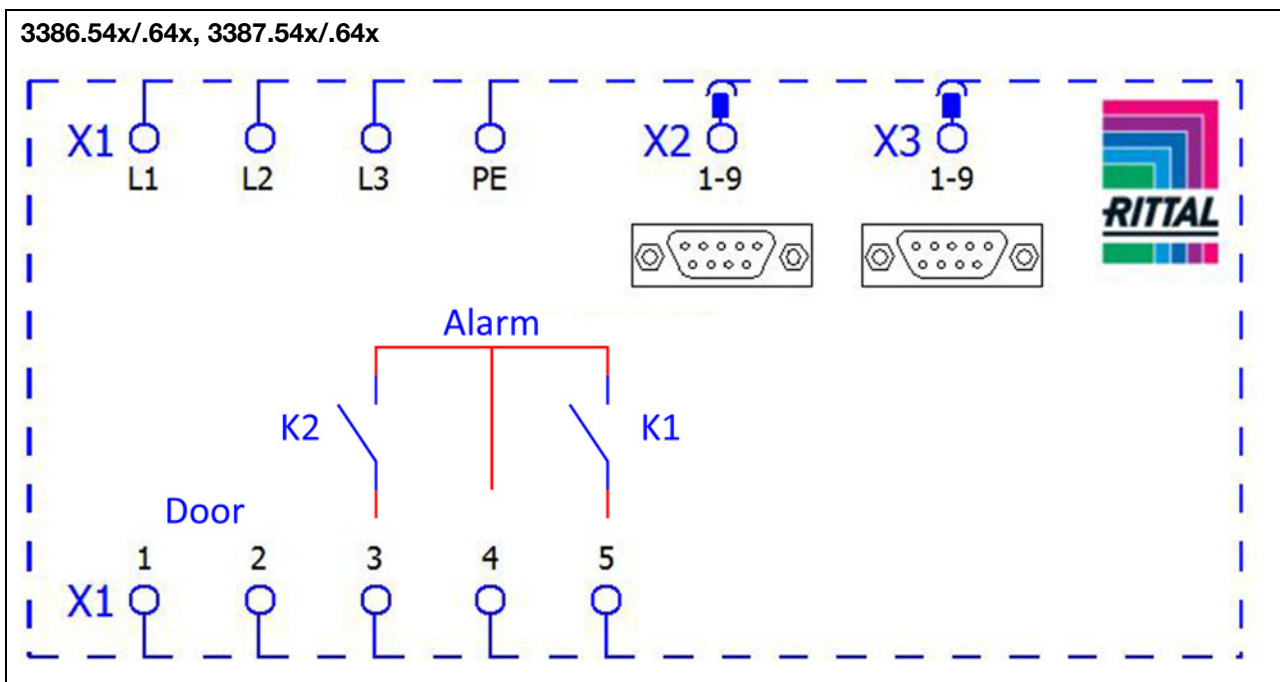 3386.54x/.64x, 3387.54x/.64x
X1 L1 L2 L3 PE X2 1-9 X3 1-9
RITTAL
Alarm
K2 K1
Door
1 2 3 4 5
X1